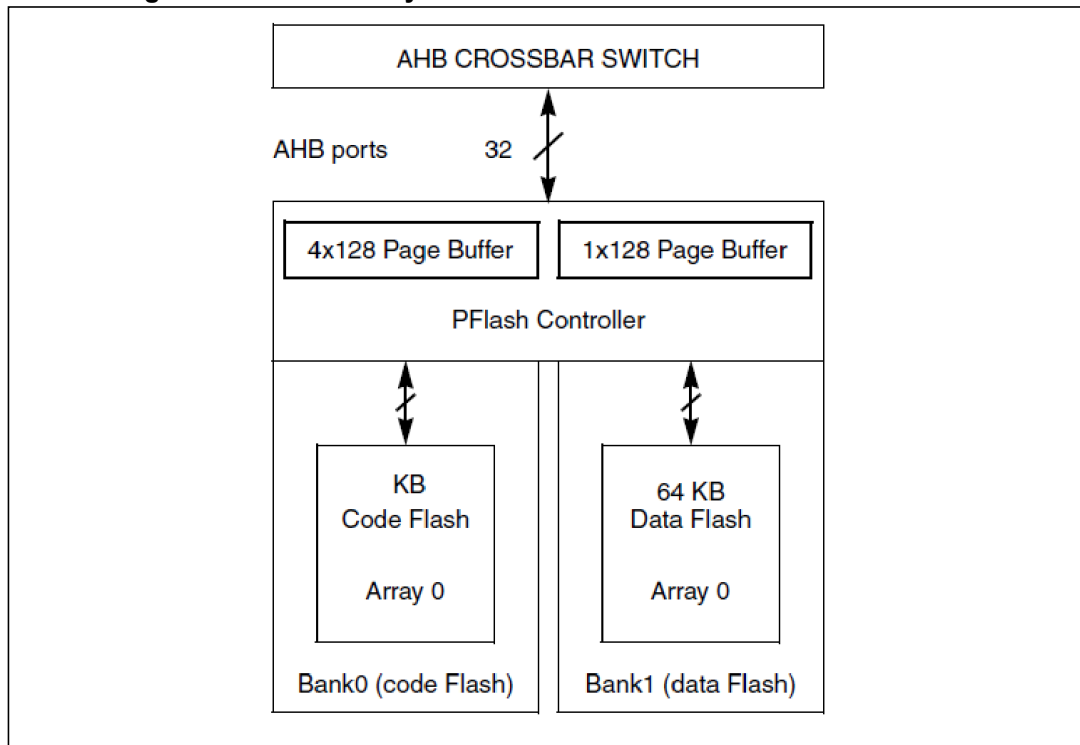 AHB CROSSBAR SWITCH
AHB ports 32
4x128 Page Buffer 1x128 Page Buffer
PFlash Controller
KB
Code Flash
Array 0
64 KB
Data Flash
Array 0
Bank0 (code Flash) Bank1 (data Flash)